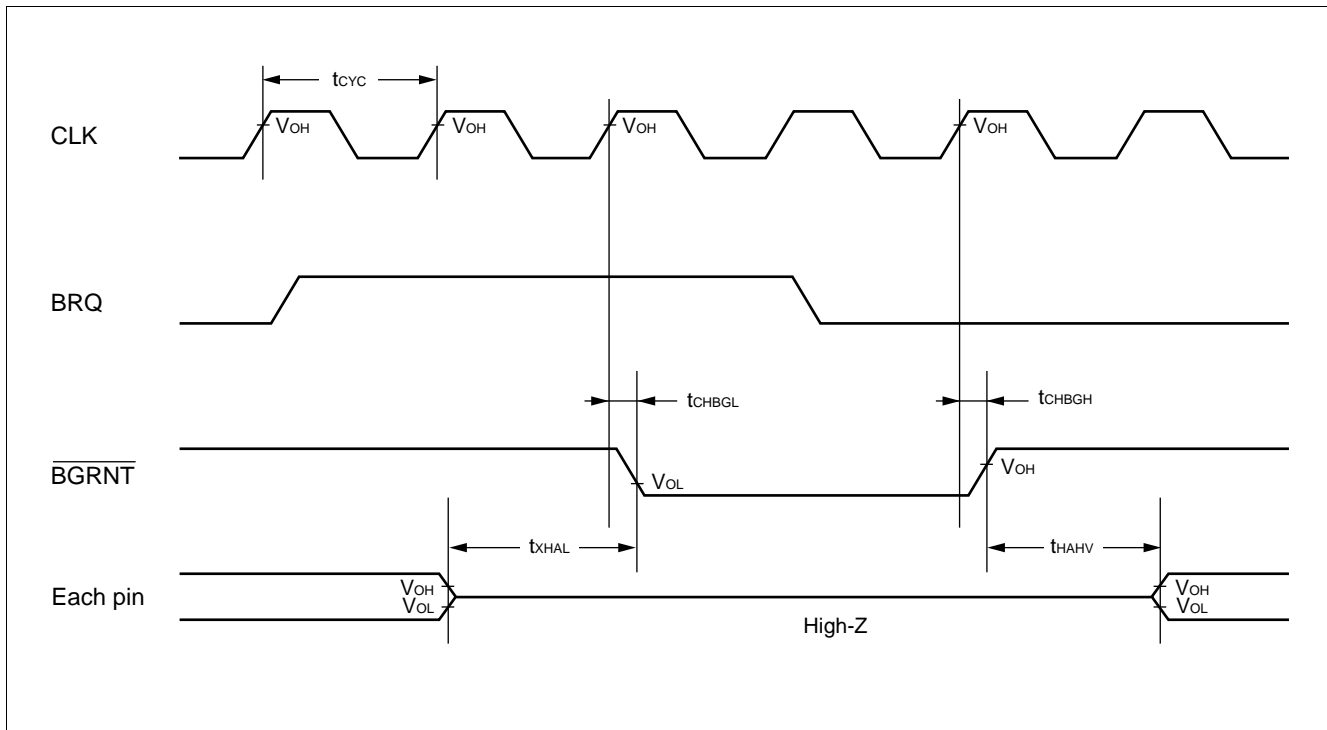 tCYC
CLK
VOH
VOH
VOH
VOH
BRQ
tCHBGL
tCHBGH
BGRNT
VOL
VOH
tXHAL
tHAHV
Each pin
VOH
VOL
High-Z
VOH
VOL